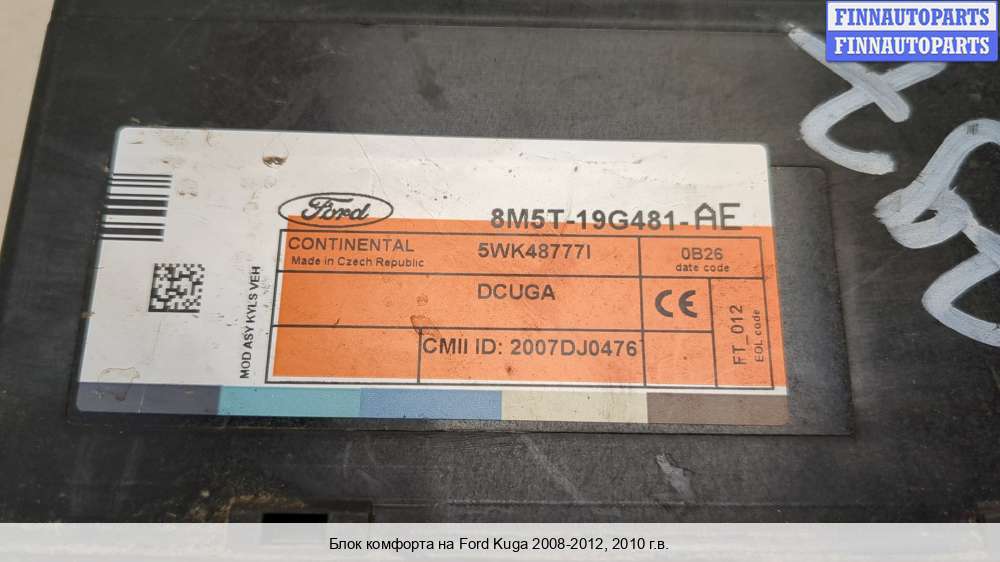 FINNAUTOPARTS
FINNAUTOPARTS
Ford
8M5T-19G481-AE
CONTINENTAL
Made in Czech Republic
5WK48777I
0B26
date code
DCUGA
CMII ID: 2007DJ0476
FT_012
EOL code
MOD ASY KYLS VEH
Блок комфорта на Ford Kuga 2008-2012, 2010 г.в.